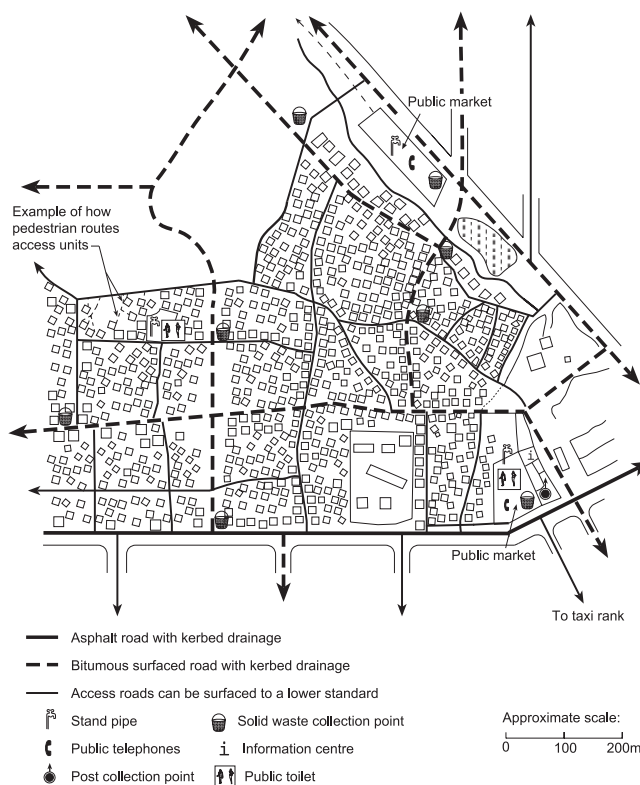 Public market
Example of how
pedestrian routes
access units
i
Public market
To taxi rank
Asphalt road with kerbed drainage
Bitumous surfaced road with kerbed drainage
Access roads can be surfaced to a lower standard
Stand pipe
Solid waste collection point
Approximate scale:
Public telephones
i Information centre
0 100 200m
Post collection point
Public toilet